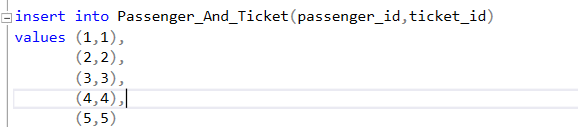 insert into Passenger_And_Ticket(passenger_id,ticket_id)
values (1,1),
(2,2),
(3,3),
(4,4),
(5,5)